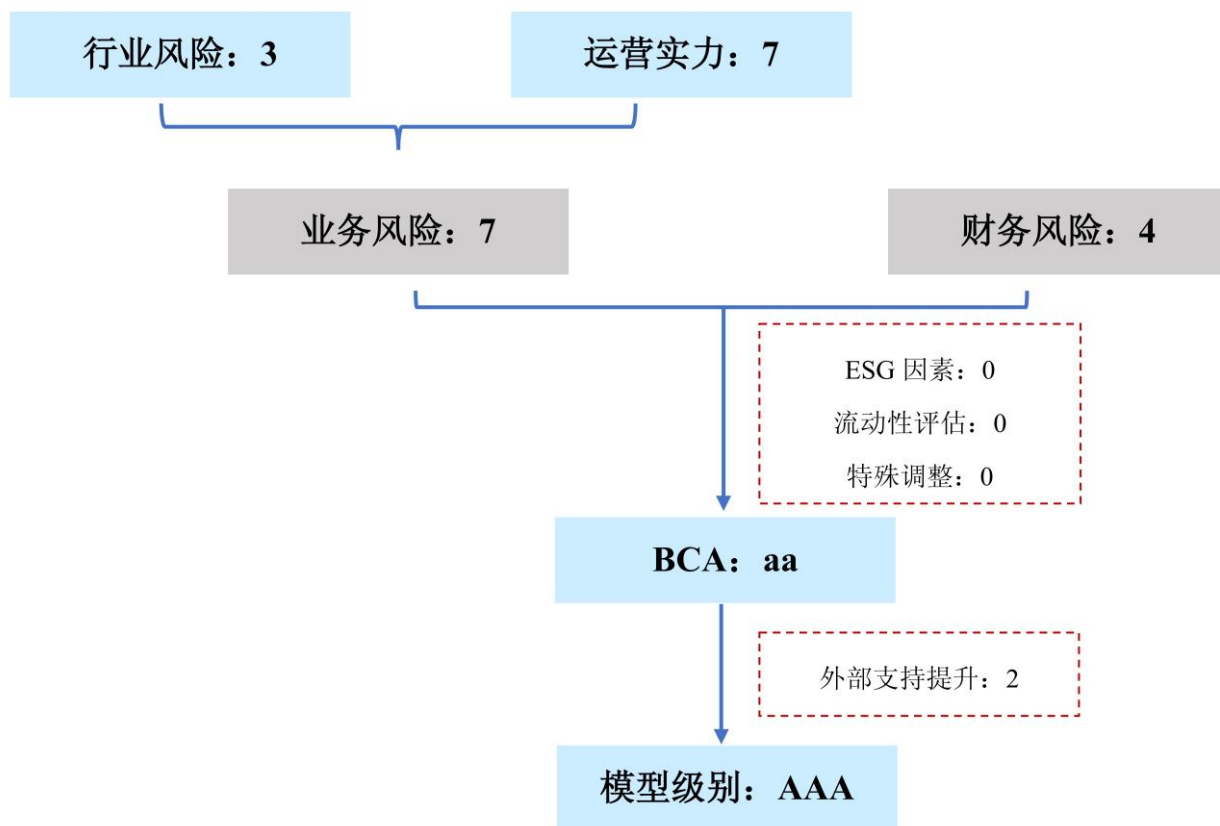 行业风险：3
运营实力：7
业务风险：7
财务风险：4
ESG 因素：0
流动性评估：0
特殊调整：0
BCA：aa
外部支持提升：2
模型级别：AAA